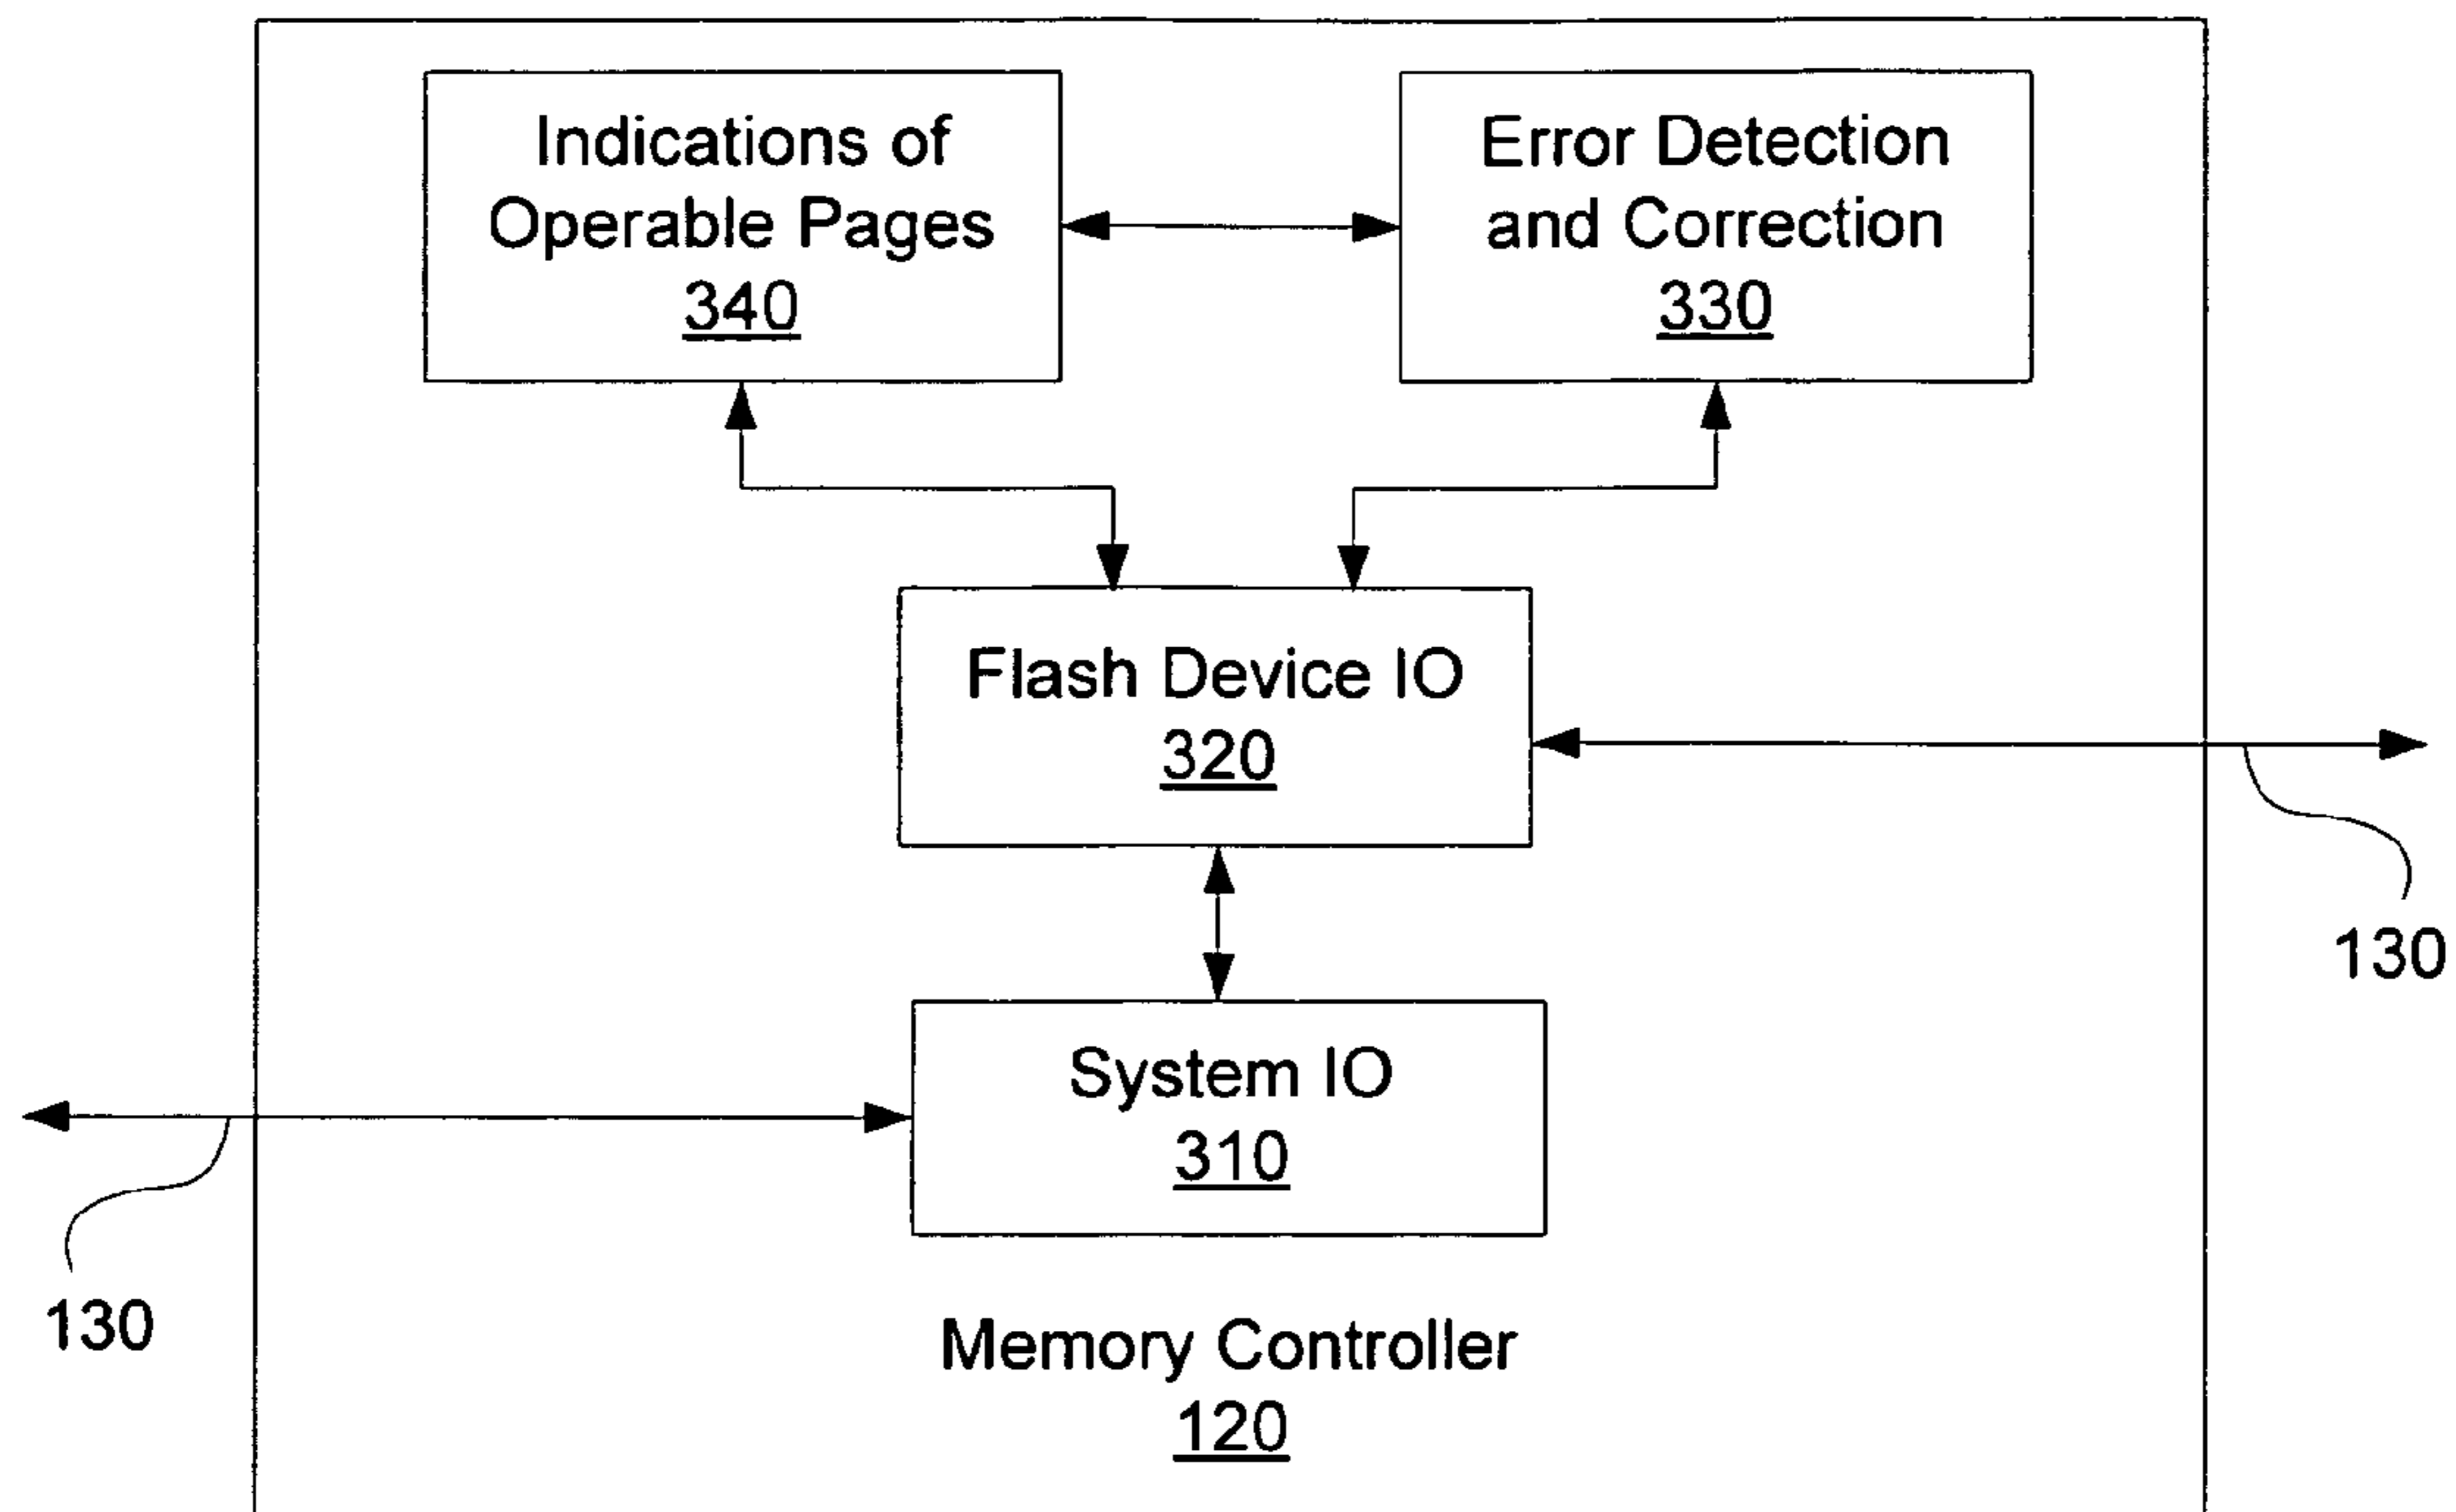 Indications of
Operable Pages
340
Error Detection
and Correction
330
Flash Device IO
320
130
System IO
310
130
Memory Controller
120